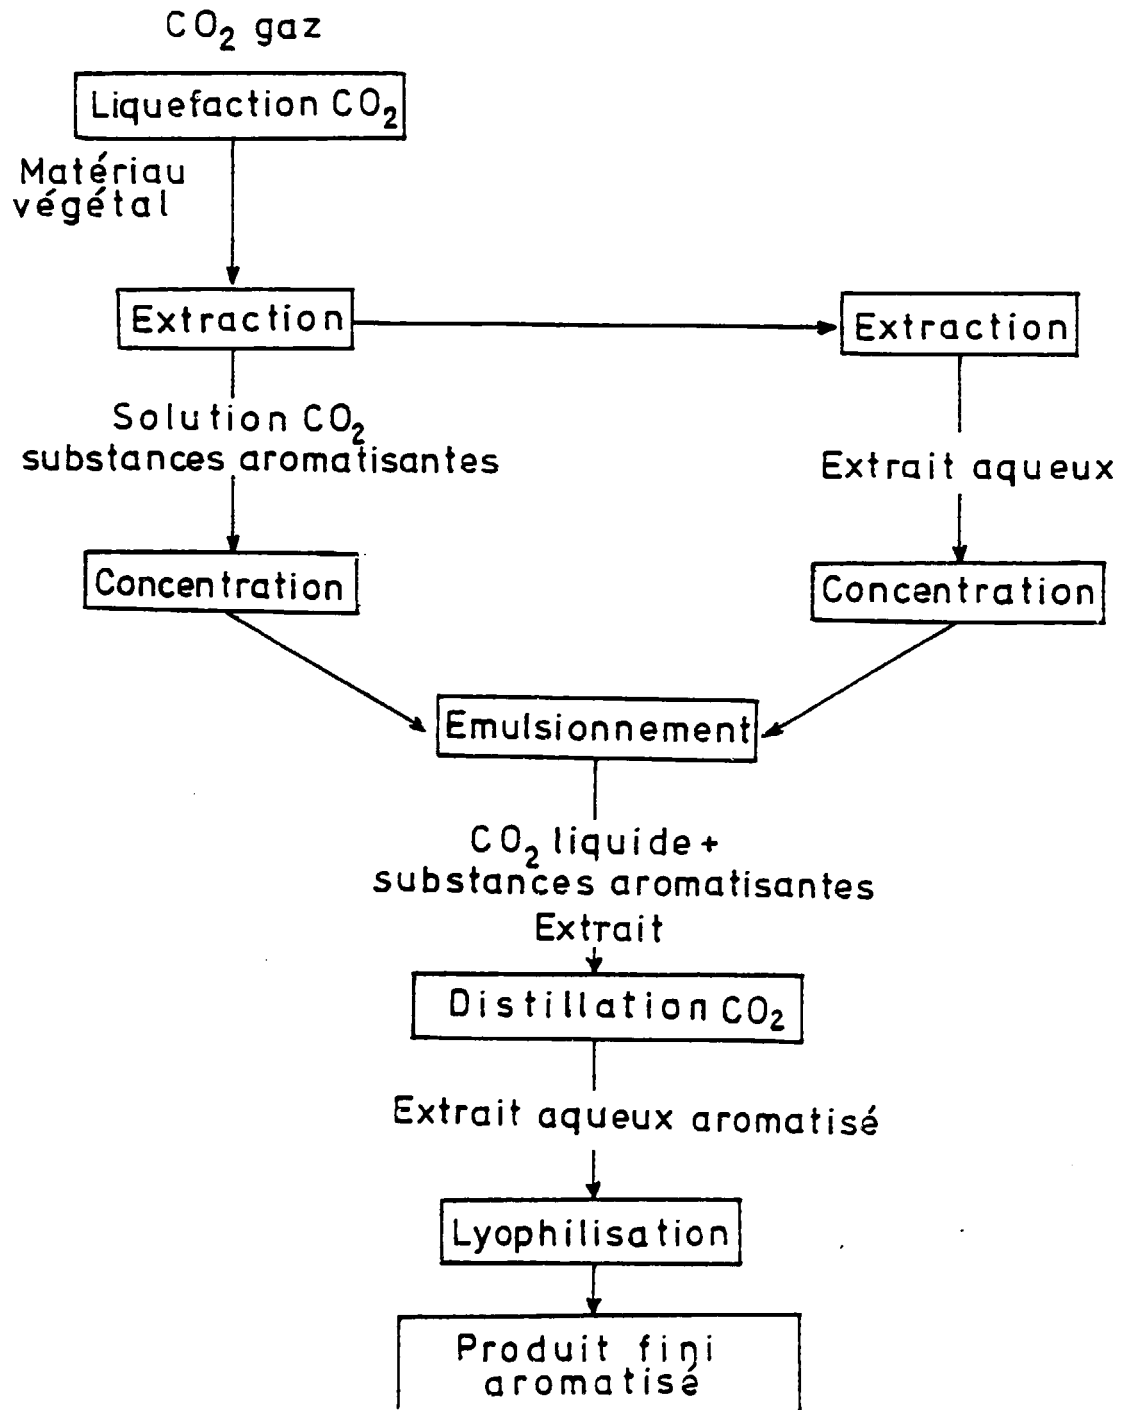 CO₂ gaz
Liquefaction CO₂
Matériau
végétal
Extraction
Extraction
Solution CO₂
substances aromatisantes
Extrait aqueux
Concentration
Concentration
Emulsionnement
CO₂ liquide +
substances aromatisantes
Extrait
Distillation CO₂
Extrait aqueux aromatisé
Lyophilisation
Produit fini
aromatisé